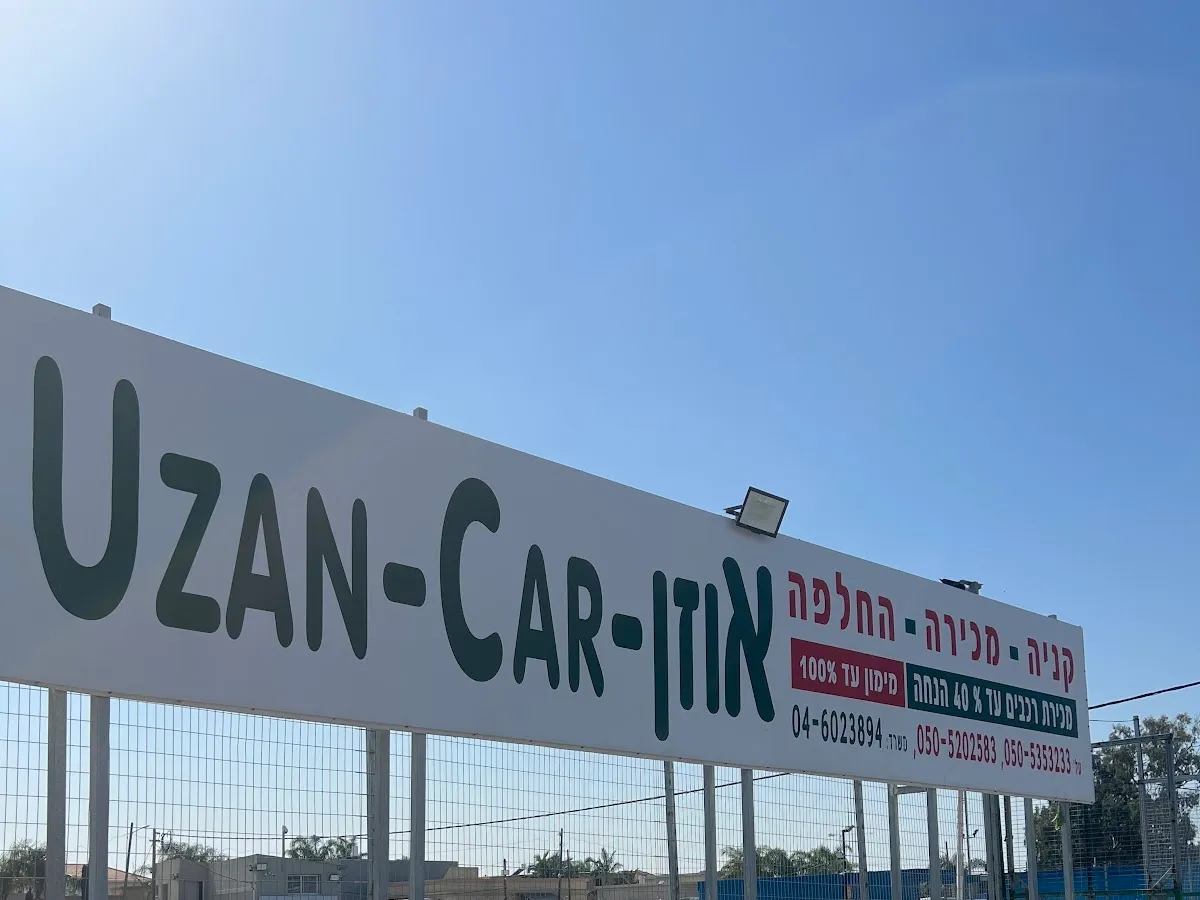 UZAN-CAR-אוזן
קניה - מכירה - החלפה
מכירת רכבים עד 40 % הנחה
מימון עד 100%
טל: 050-5353233, 050-5202583, משרד: 04-6023894